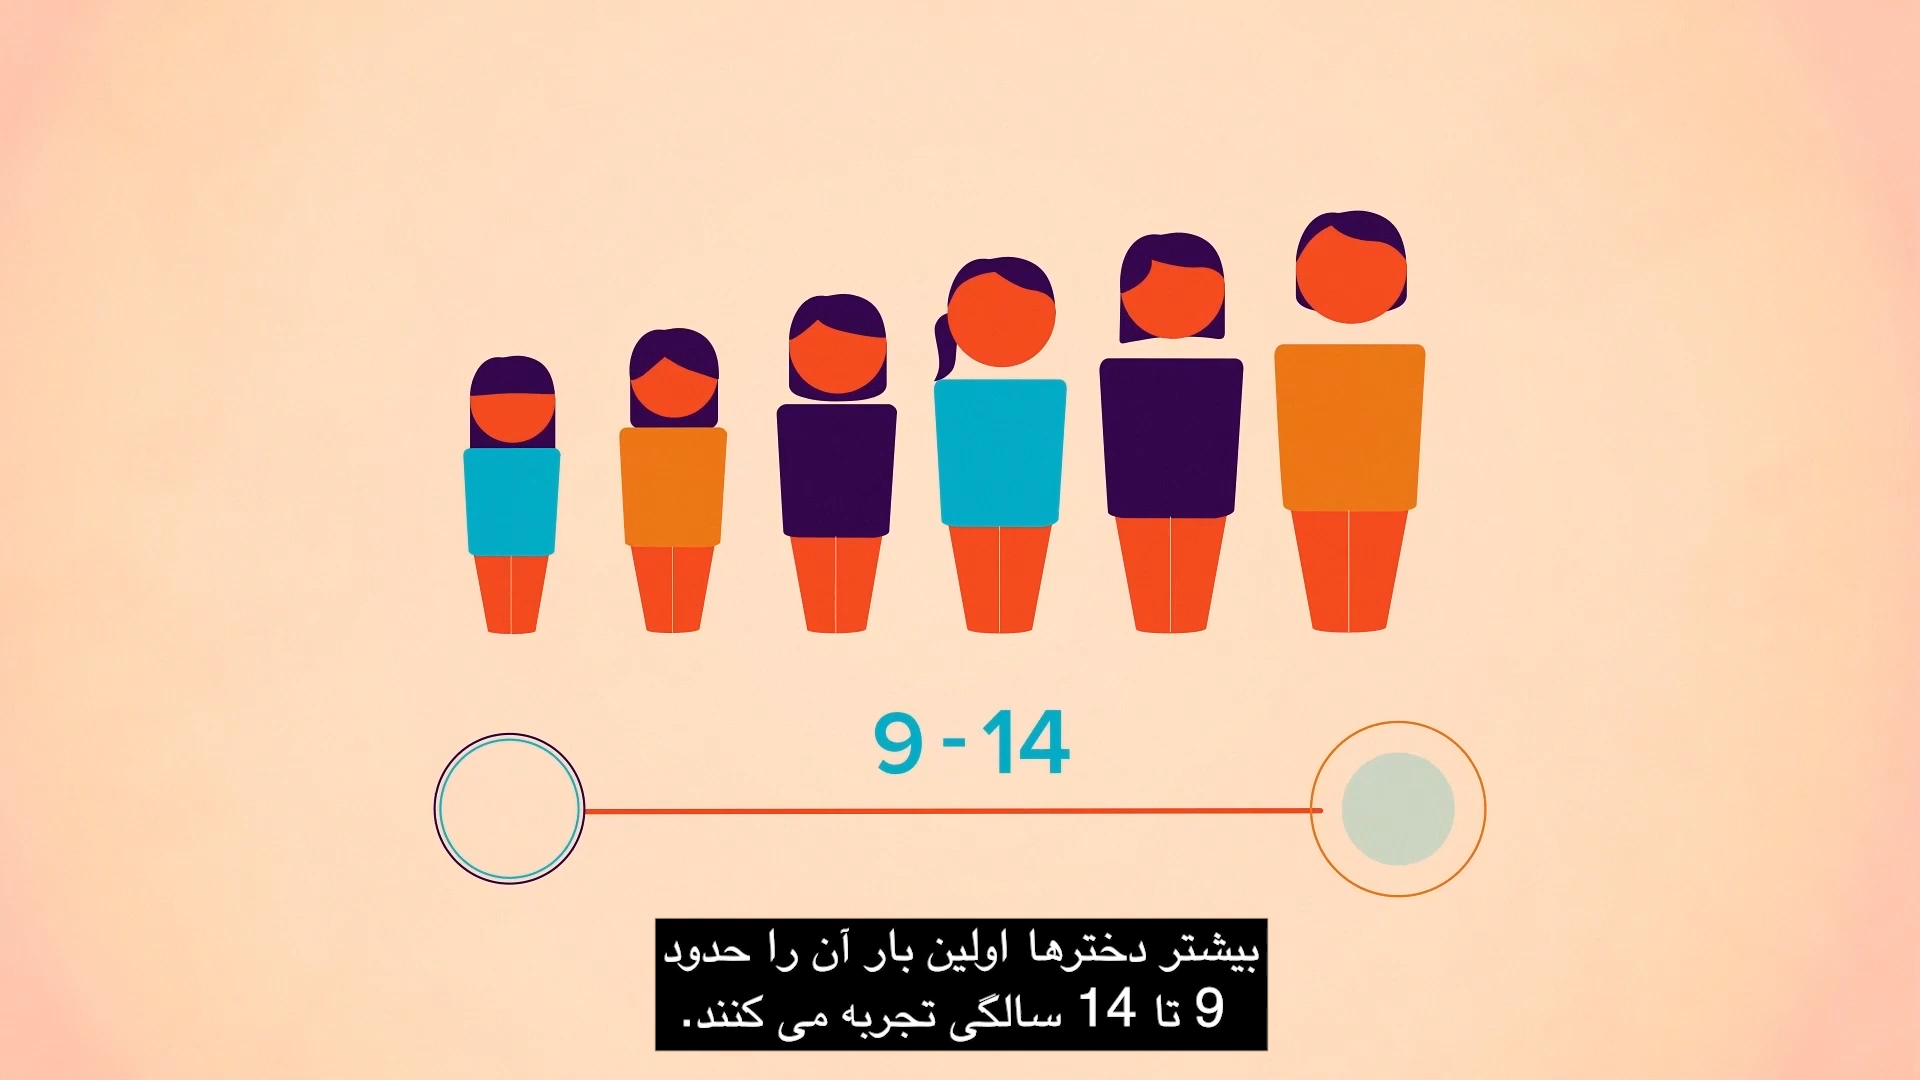 9 - 14
بیشتر دخترها اولین بار آن را حدود
9 تا 14 سالگی تجربه می کنند.